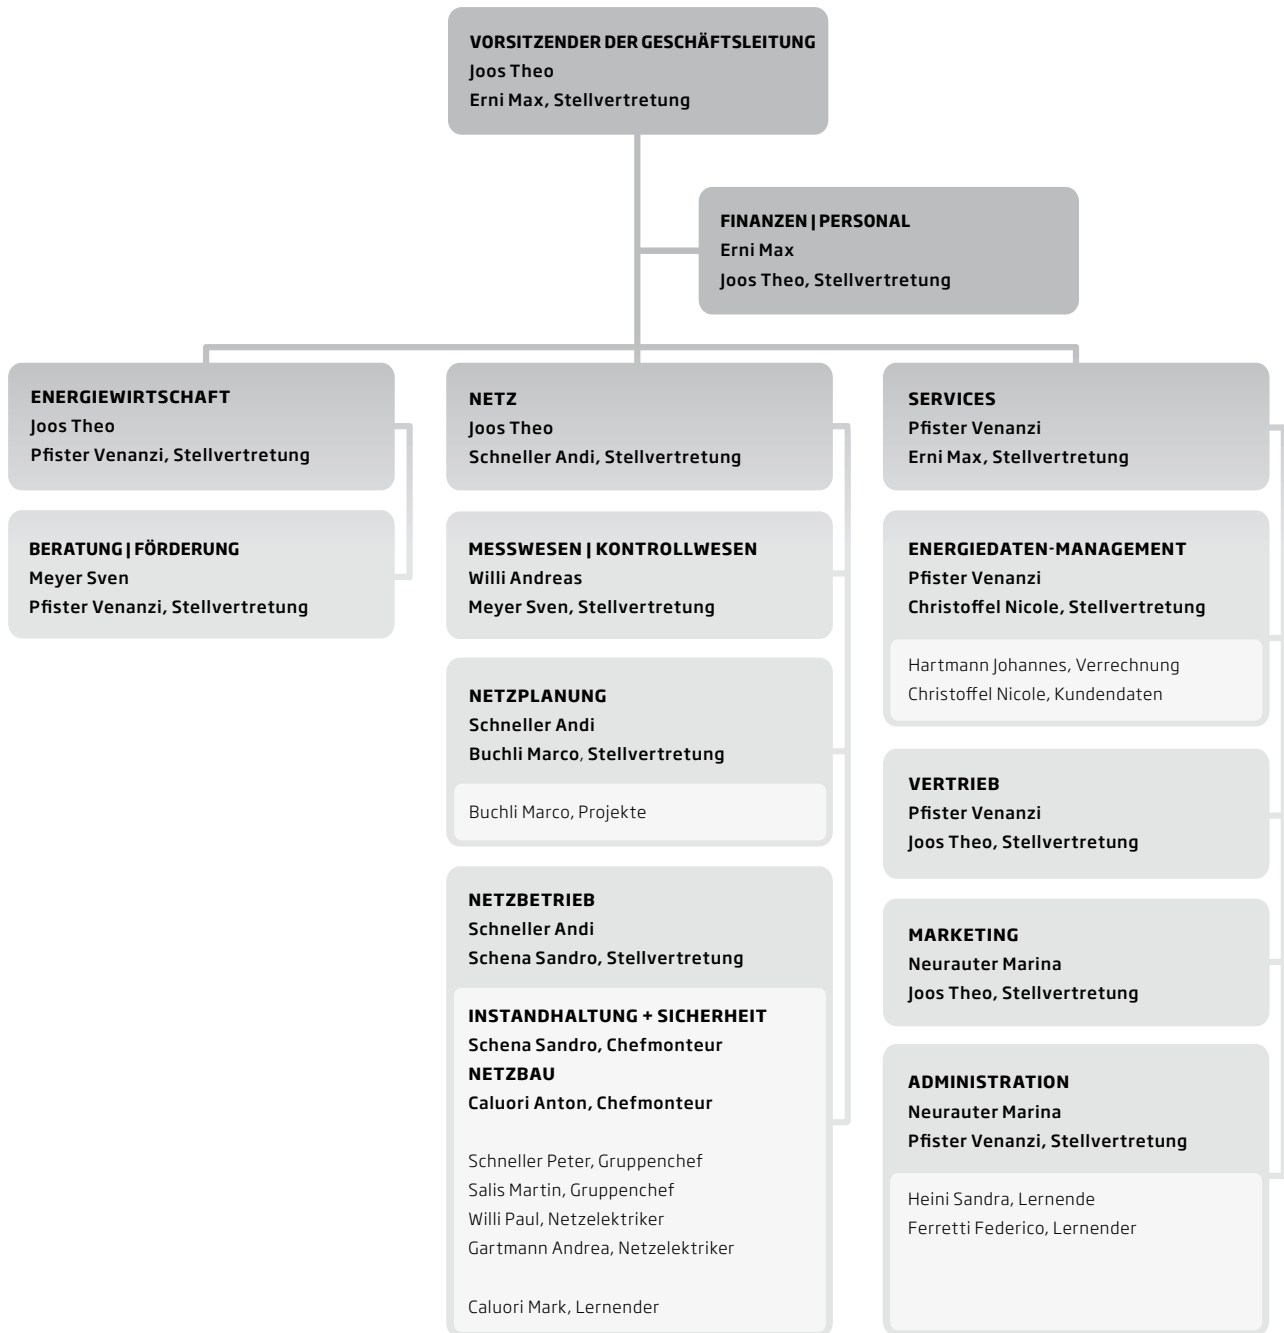 VORSITZENDER DER GESCHÄFTSLEITUNG
Joos Theo
Erni Max, Stellvertretung
FINANZEN | PERSONAL
Erni Max
Joos Theo, Stellvertretung
ENERGIEWIRTSCHAFT
Joos Theo
Pfister Venanzi, Stellvertretung
BERATUNG | FÖRDERUNG
Meyer Sven
Pfister Venanzi, Stellvertretung
NETZ
Joos Theo
Schneller Andi, Stellvertretung
MESSWESEN | KONTROLLWESEN
Willi Andreas
Meyer Sven, Stellvertretung
NETZPLANUNG
Schneller Andi
Buchli Marco, Stellvertretung
Buchli Marco, Projekte
NETZBETRIEB
Schneller Andi
Schena Sandro, Stellvertretung
INSTANDHALTUNG + SICHERHEIT
Schena Sandro, Chefmonteur
NETZBAU
Caluori Anton, Chefmonteur
Schneller Peter, Gruppenchef
Salis Martin, Gruppenchef
Willi Paul, Netzelektriker
Gartmann Andrea, Netzelektriker
Caluori Mark, Lernender
SERVICES
Pfister Venanzi
Erni Max, Stellvertretung
ENERGIEDATEN-MANAGEMENT
Pfister Venanzi
Christoffel Nicole, Stellvertretung
Hartmann Johannes, Verrechnung
Christoffel Nicole, Kundendaten
VERTRIEB
Pfister Venanzi
Joos Theo, Stellvertretung
MARKETING
Neurauter Marina
Joos Theo, Stellvertretung
ADMINISTRATION
Neurauter Marina
Pfister Venanzi, Stellvertretung
Heini Sandra, Lernende
Ferretti Federico, Lernender